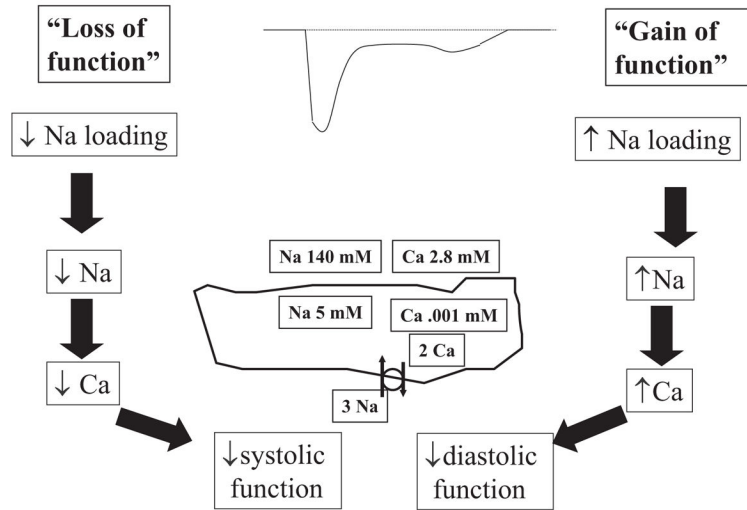 “Loss of
function”
“Gain of
function”
↓ Na loading
↑ Na loading
Na 140 mM
Ca 2.8 mM
↓ Na
↑Na
Na 5 mM
Ca .001 mM
2 Ca
↓ Ca
↑Ca
3 Na
↓systolic
function
↓diastolic
function